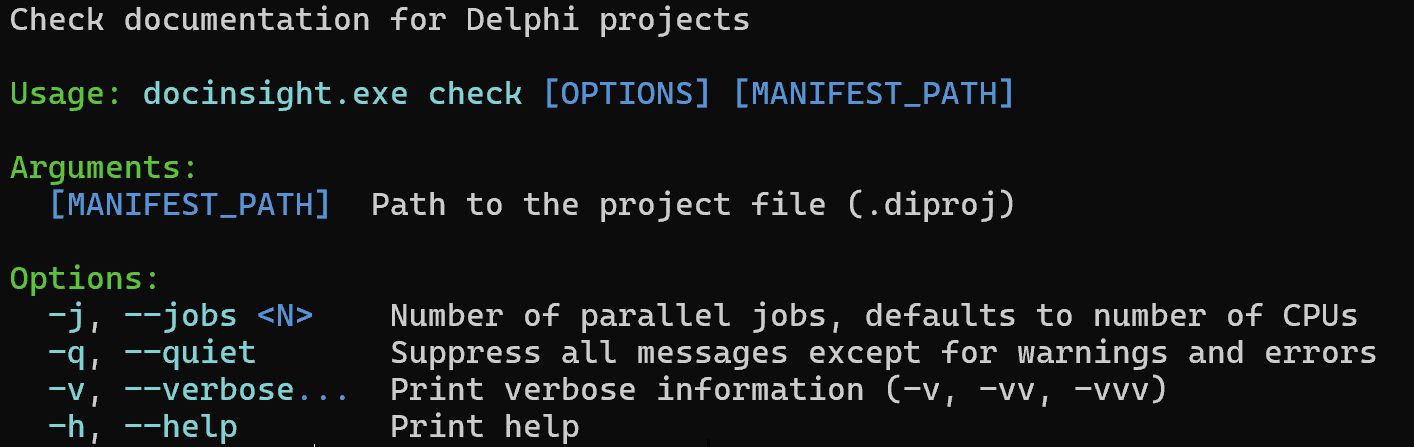 Check documentation for Delphi projects
Usage: docinsight.exe check [OPTIONS] [MANIFEST_PATH]
Arguments:
[MANIFEST_PATH]  Path to the project file (.diproj)
Options:
-j, --jobs <N>    Number of parallel jobs, defaults to number of CPUs
-q, --quiet       Suppress all messages except for warnings and errors
-v, --verbose...  Print verbose information (-v, -vv, -vvv)
-h, --help        Print help